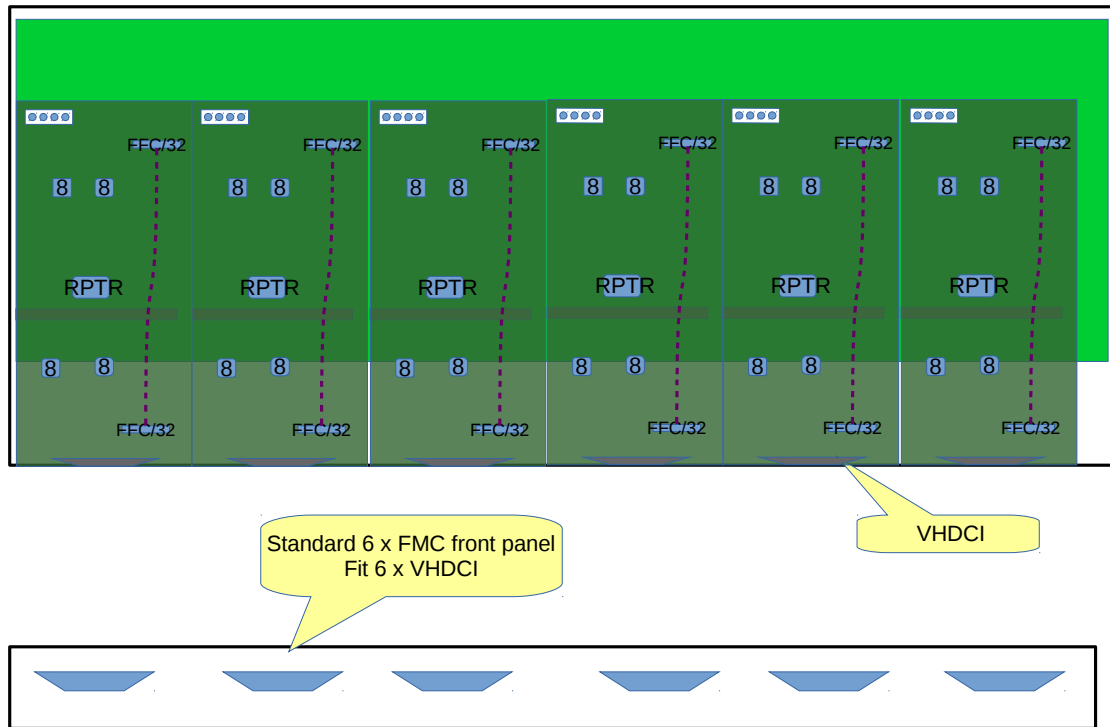 FFC/32 FFC/32 FFC/32 FFC/32 FFC/32 FFC/32
8 8 8 8 8 8 8 8 8 8 8 8
RPTR RPTR RPTR RPTR RPTR RPTR
8 8 8 8 8 8 8 8 8 8 8 8
FFC/32 FFC/32 FFC/32 FFC/32 FFC/32 FFC/32
VHDCI
Standard 6 x FMC front panel
Fit 6 x VHDCI